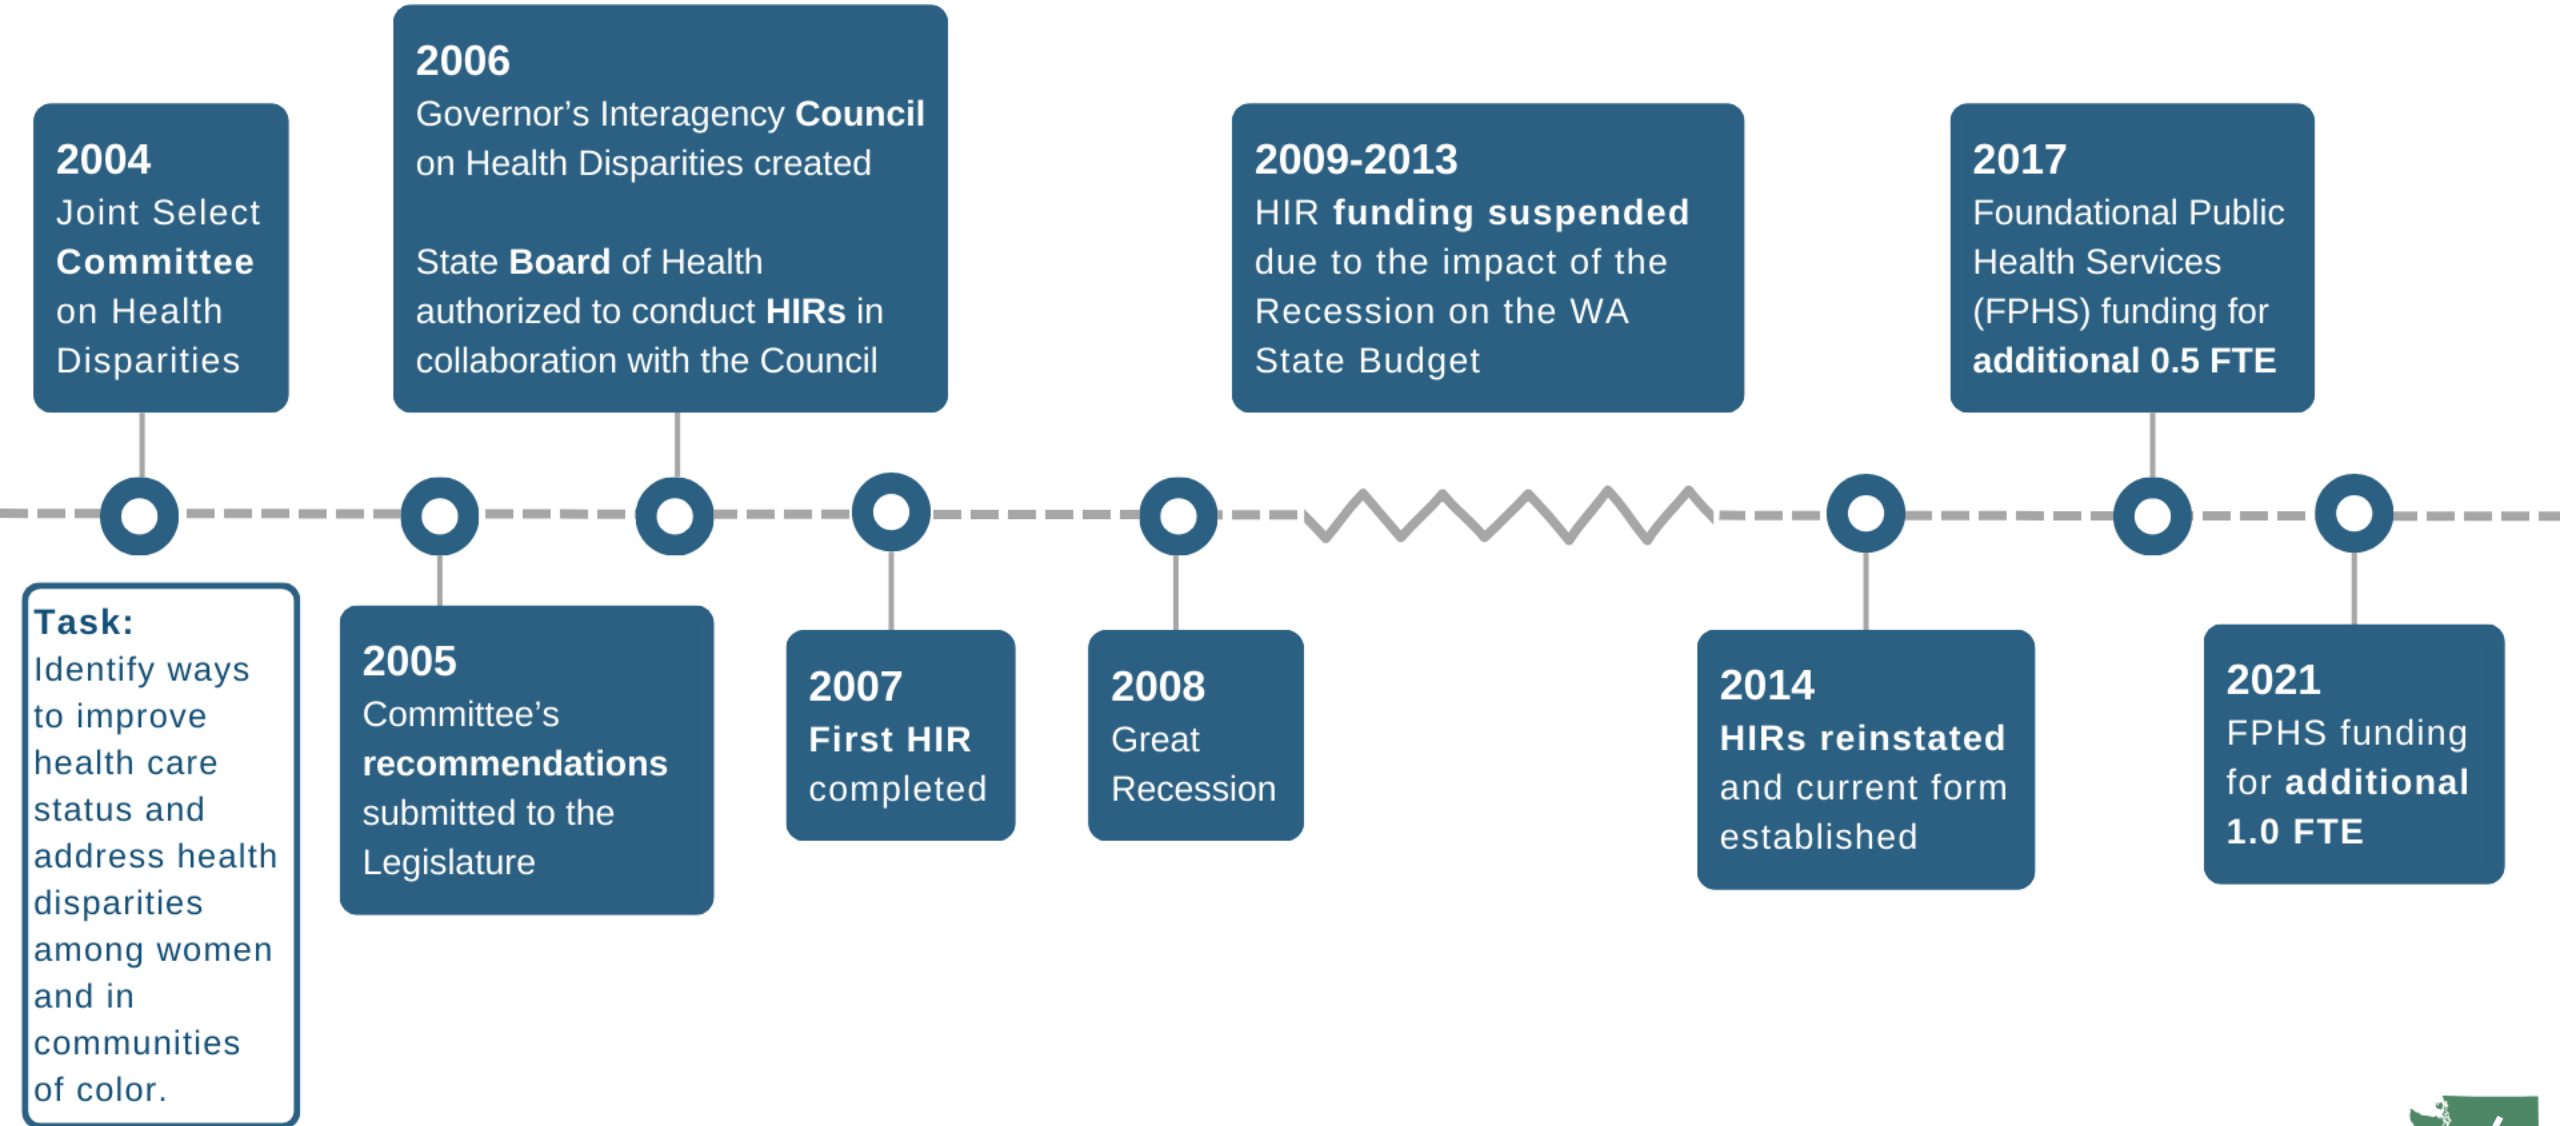 2004
Joint Select
Committee
on Health
Disparities
Task:
Identify ways
to improve
health care
status and
address health
disparities
among women
and in
communities
of color.
2005
Committee’s
recommendations
submitted to the
Legislature
2006
Governor’s Interagency Council
on Health Disparities created
State Board of Health
authorized to conduct HIRs in
collaboration with the Council
2007
First HIR
completed
2008
Great
Recession
2009-2013
HIR funding suspended
due to the impact of the
Recession on the WA
State Budget
2014
HIRs reinstated
and current form
established
2017
Foundational Public
Health Services
(FPHS) funding for
additional 0.5 FTE
2021
FPHS funding
for additional
1.0 FTE